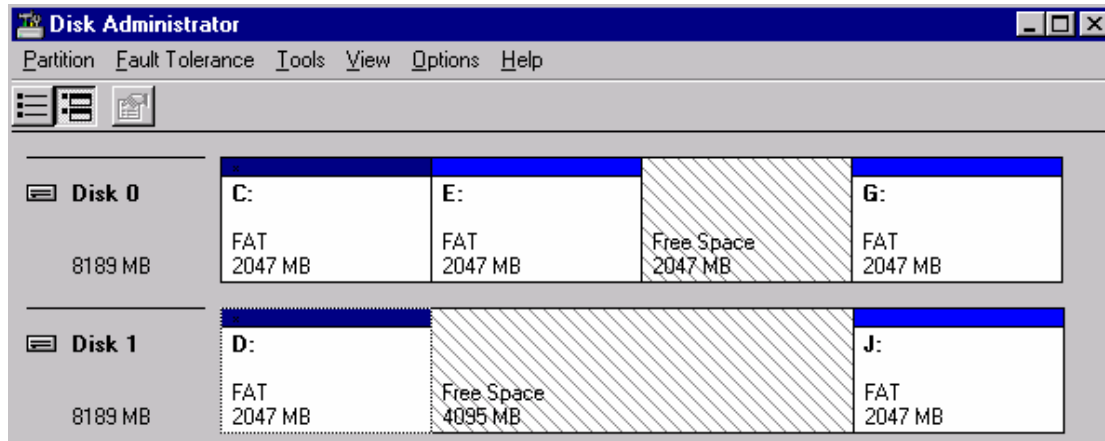 Disk Administrator
Partition Fault Tolerance Tools View Options Help
Disk 0
8189 MB
C:
FAT
2047 MB
E:
FAT
2047 MB
Free Space
2047 MB
G:
FAT
2047 MB
Disk 1
8189 MB
D:
FAT
2047 MB
Free Space
4095 MB
J:
FAT
2047 MB